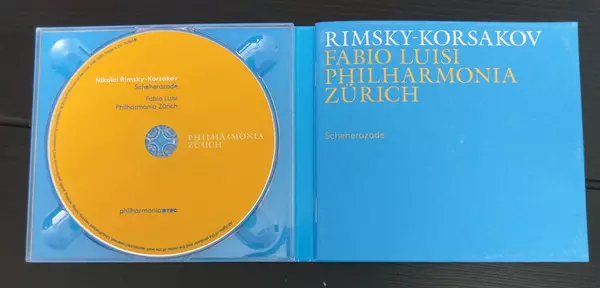 Nikolai Rimsky-Korsakov
Scheherazade
Fabio Luisi
Philharmonia Zürich
PHILHARMONIA
ZÜRICH
philharmonia rec
RIMSKY-KORSAKOV
FABIO LUISI
PHILHARMONIA
ZÜRICH
Scheherazade